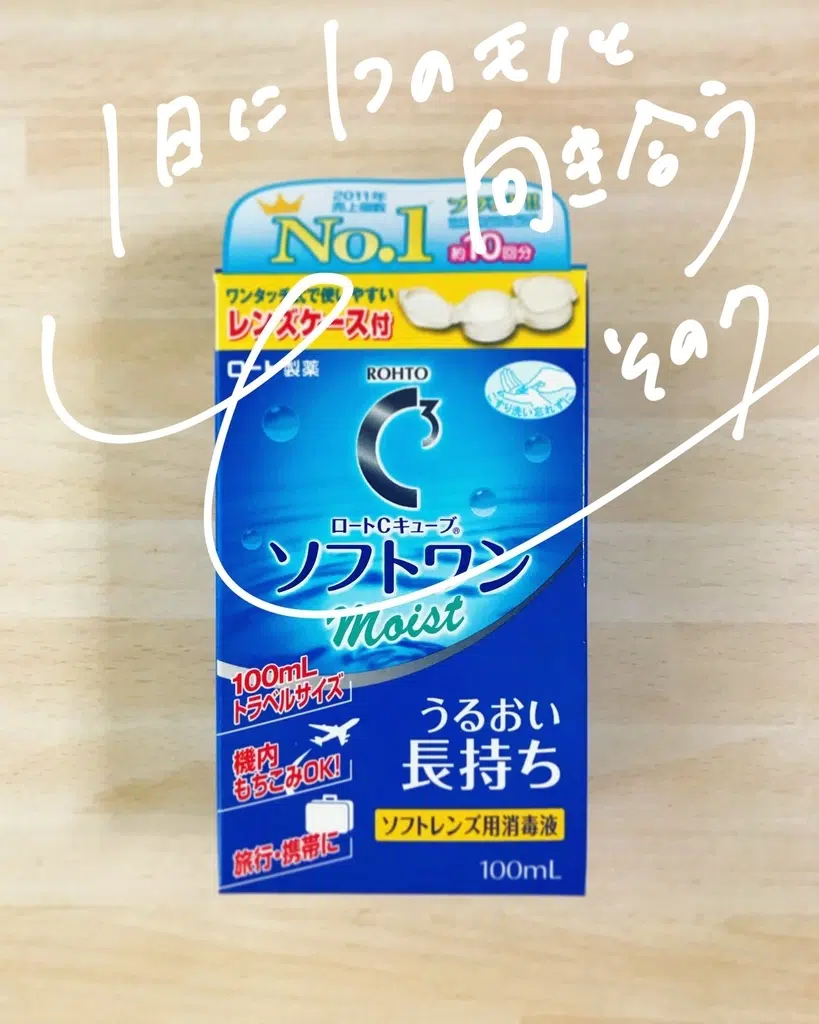 1日に1つのモノと
向き合う
その7
2011年
売上個数
No.1
約10回分
ワンタッチ式で使いやすい
レンズケース付
ロート製薬
ROHTO
C3
ロートCキューブ®
ソフトワン
moist
100mL
トラベルサイズ
機内
もちこみOK!
旅行・携帯に
うるおい
長持ち
ソフトレンズ用消毒液
100mL